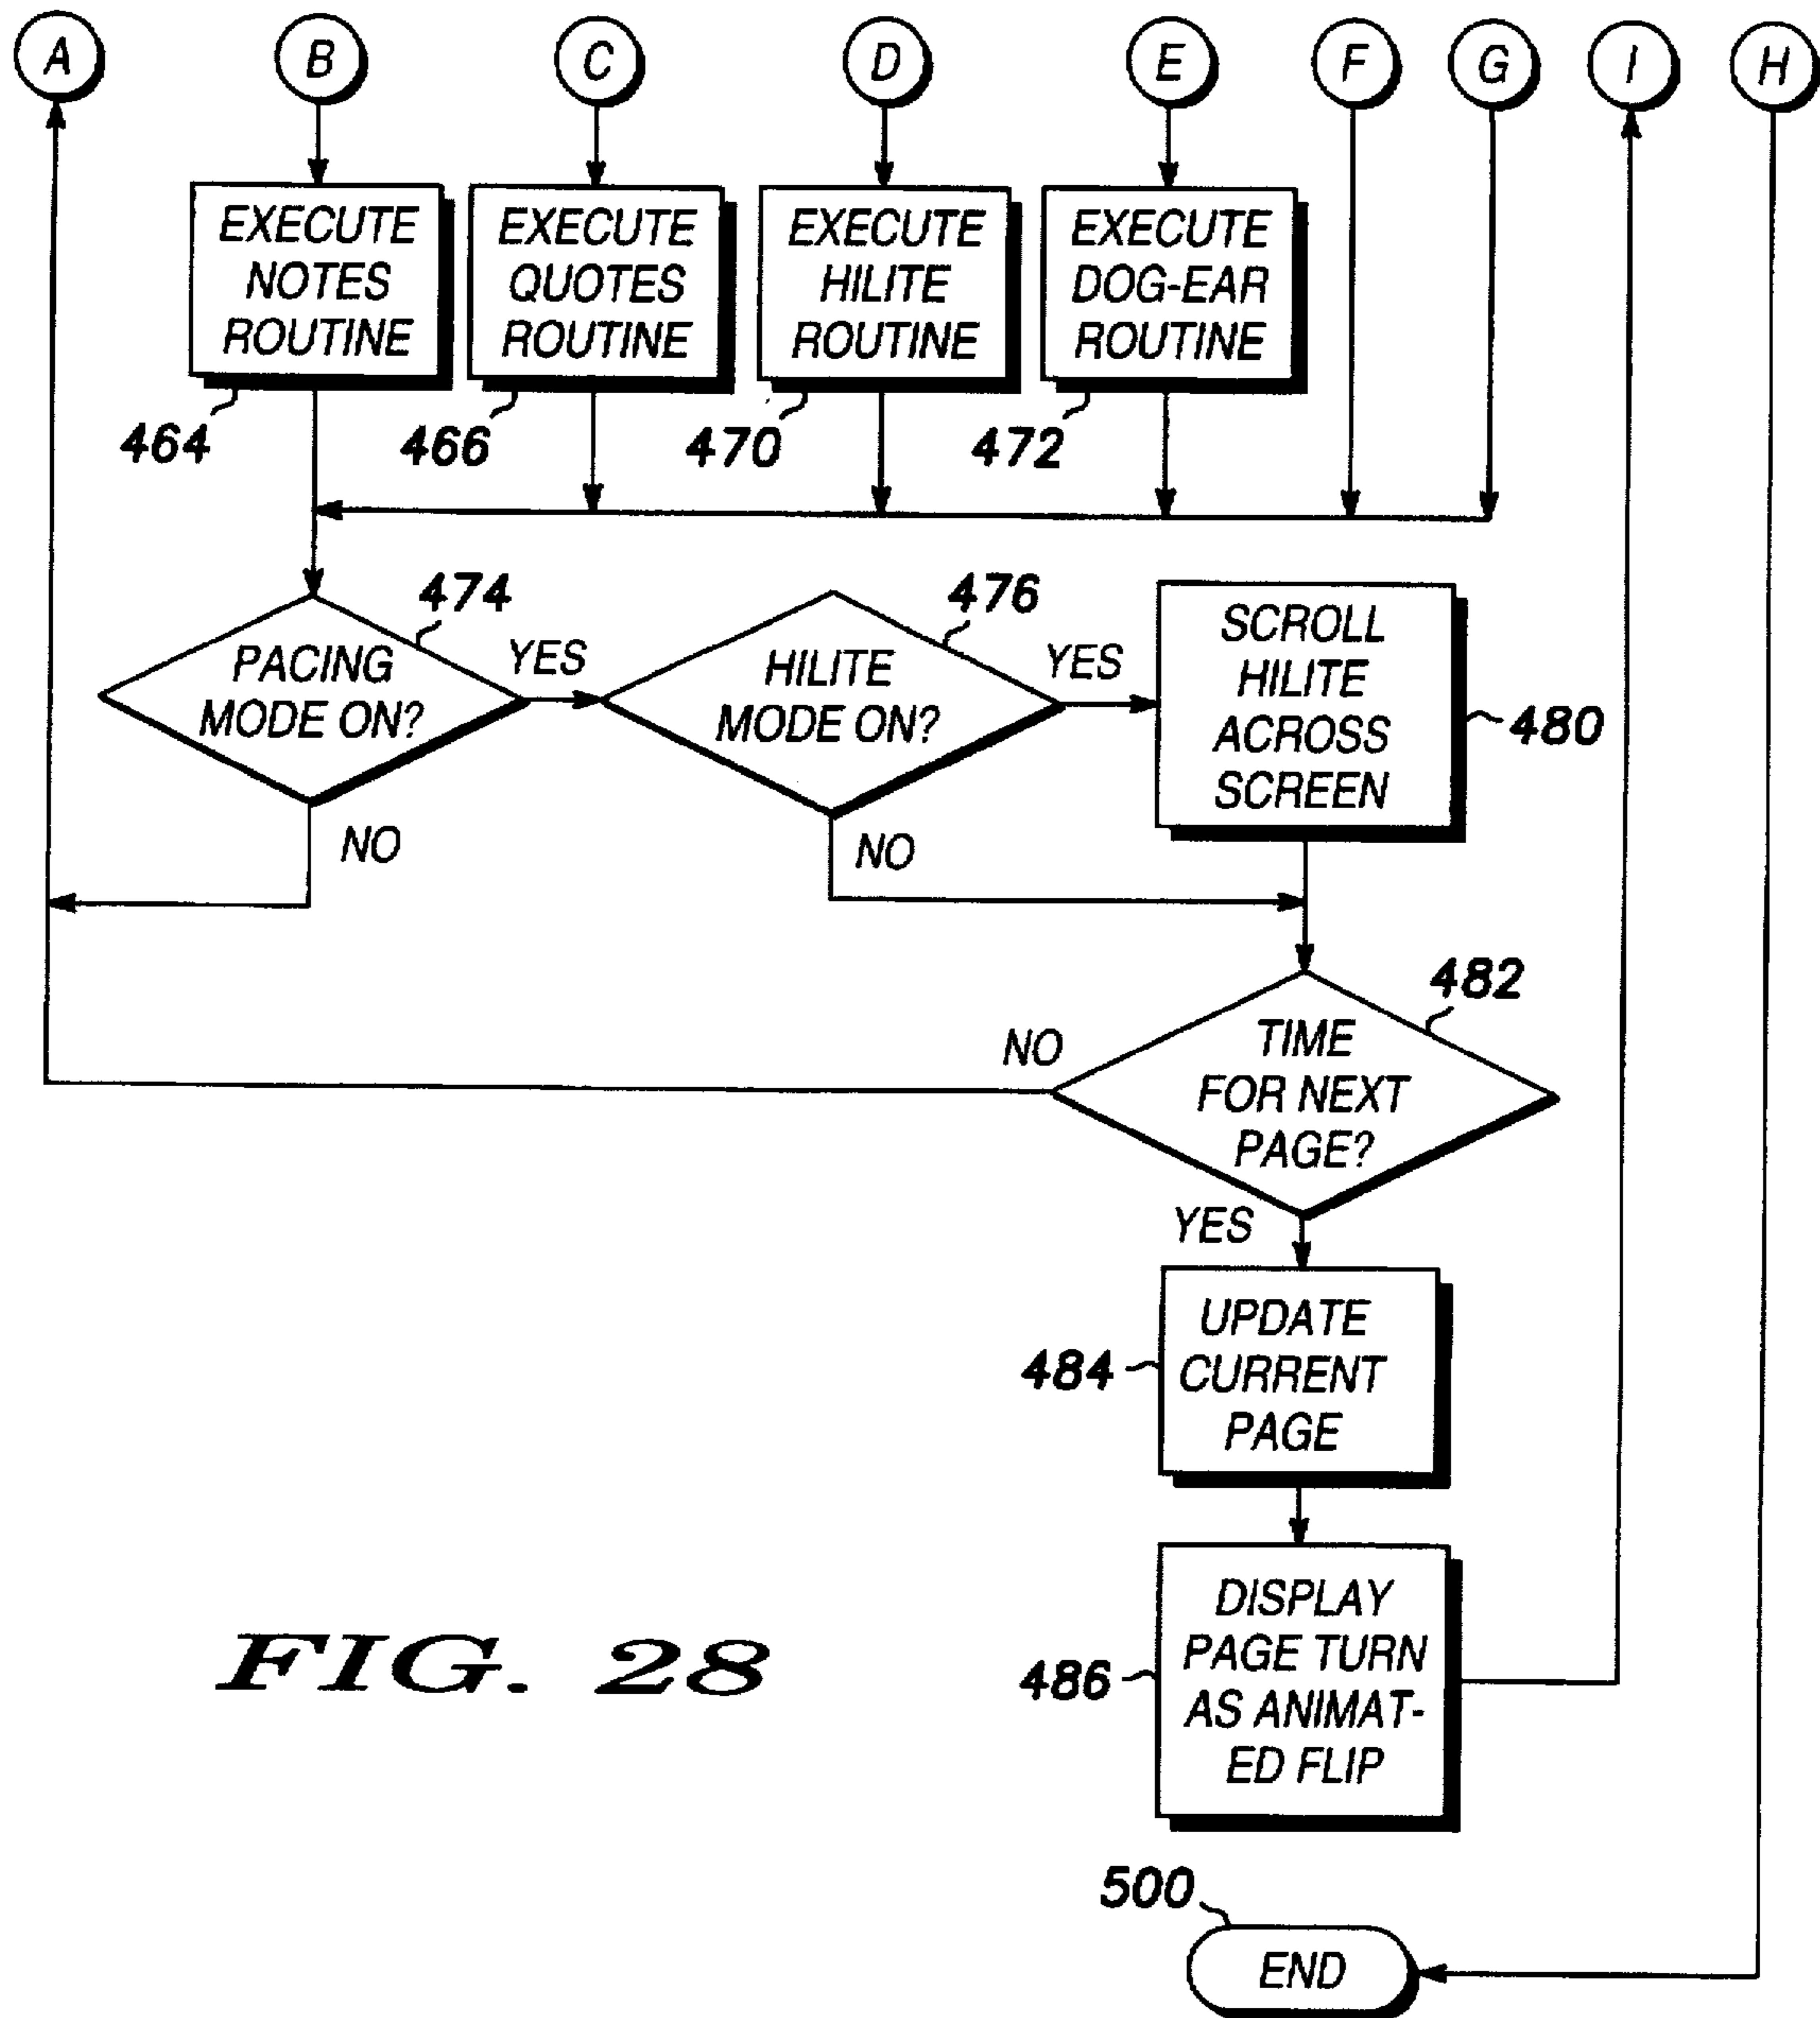 A B C D E F G I H
EXECUTE
NOTES
ROUTINE
464
EXECUTE
QUOTES
ROUTINE
466
EXECUTE
HILITE
ROUTINE
470
EXECUTE
DOG-EAR
ROUTINE
472
PACING
MODE ON?
474
YES
NO
HILITE
MODE ON?
476
YES
NO
SCROLL
HILITE
ACROSS
SCREEN
480
TIME
FOR NEXT
PAGE?
482
NO
YES
UPDATE
CURRENT
PAGE
484
DISPLAY
PAGE TURN
AS ANIMAT-
ED FLIP
486
FIG. 28
500
END